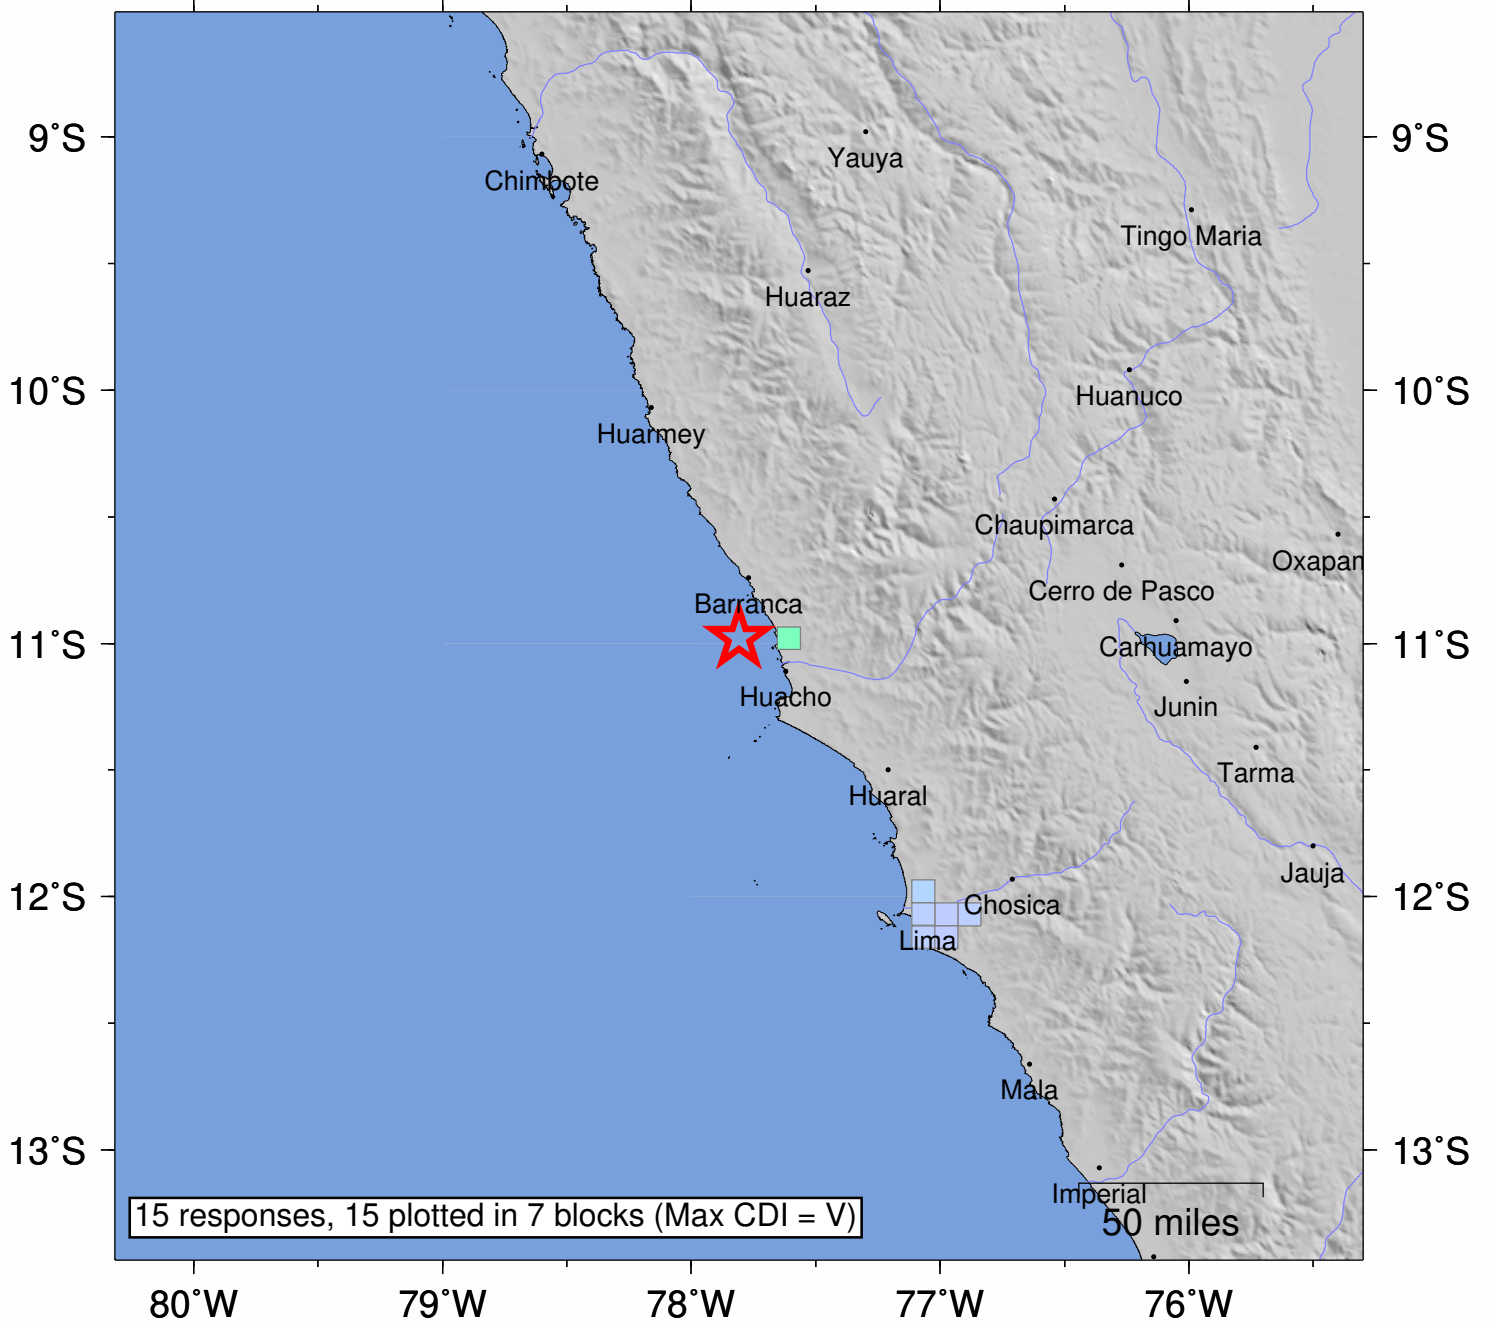 9°S
9°S
Yauya
Chimbote
Tingo Maria
Huaraz
10°S
10°S
Huanuco
Huarmey
Chaupimarca
Oxapan
Cerro de Pasco
Barranca
11°S
11°S
Carhuamayo
Huacho
Junin
Tarma
Huaral
Jauja
12°S
12°S
Chosica
Lima
Mala
13°S
13°S
Imperial
15 responses, 15 plotted in 7 blocks (Max CDI = V)
50 miles
80°W
79°W
78°W
77°W
76°W